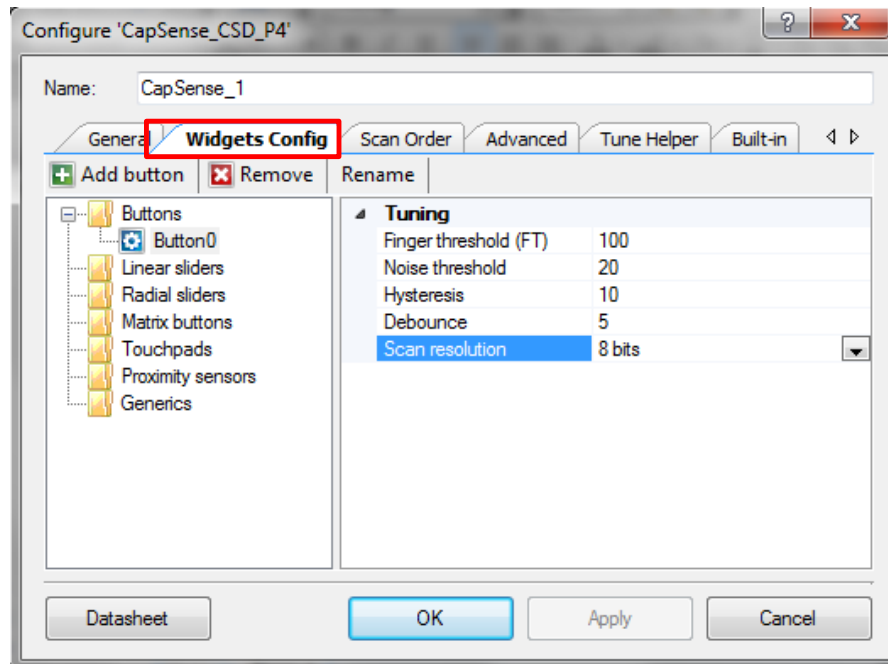 Configure 'CapSense_CSD_P4'
Name: CapSense_1
General Widgets Config Scan Order Advanced Tune Helper Built-in
Add button Remove Rename
Buttons
Button0
Linear sliders
Radial sliders
Matrix buttons
Touchpads
Proximity sensors
Generics
Tuning
Finger threshold (FT) 100
Noise threshold 20
Hysteresis 10
Debounce 5
Scan resolution 8 bits
Datasheet OK Apply Cancel